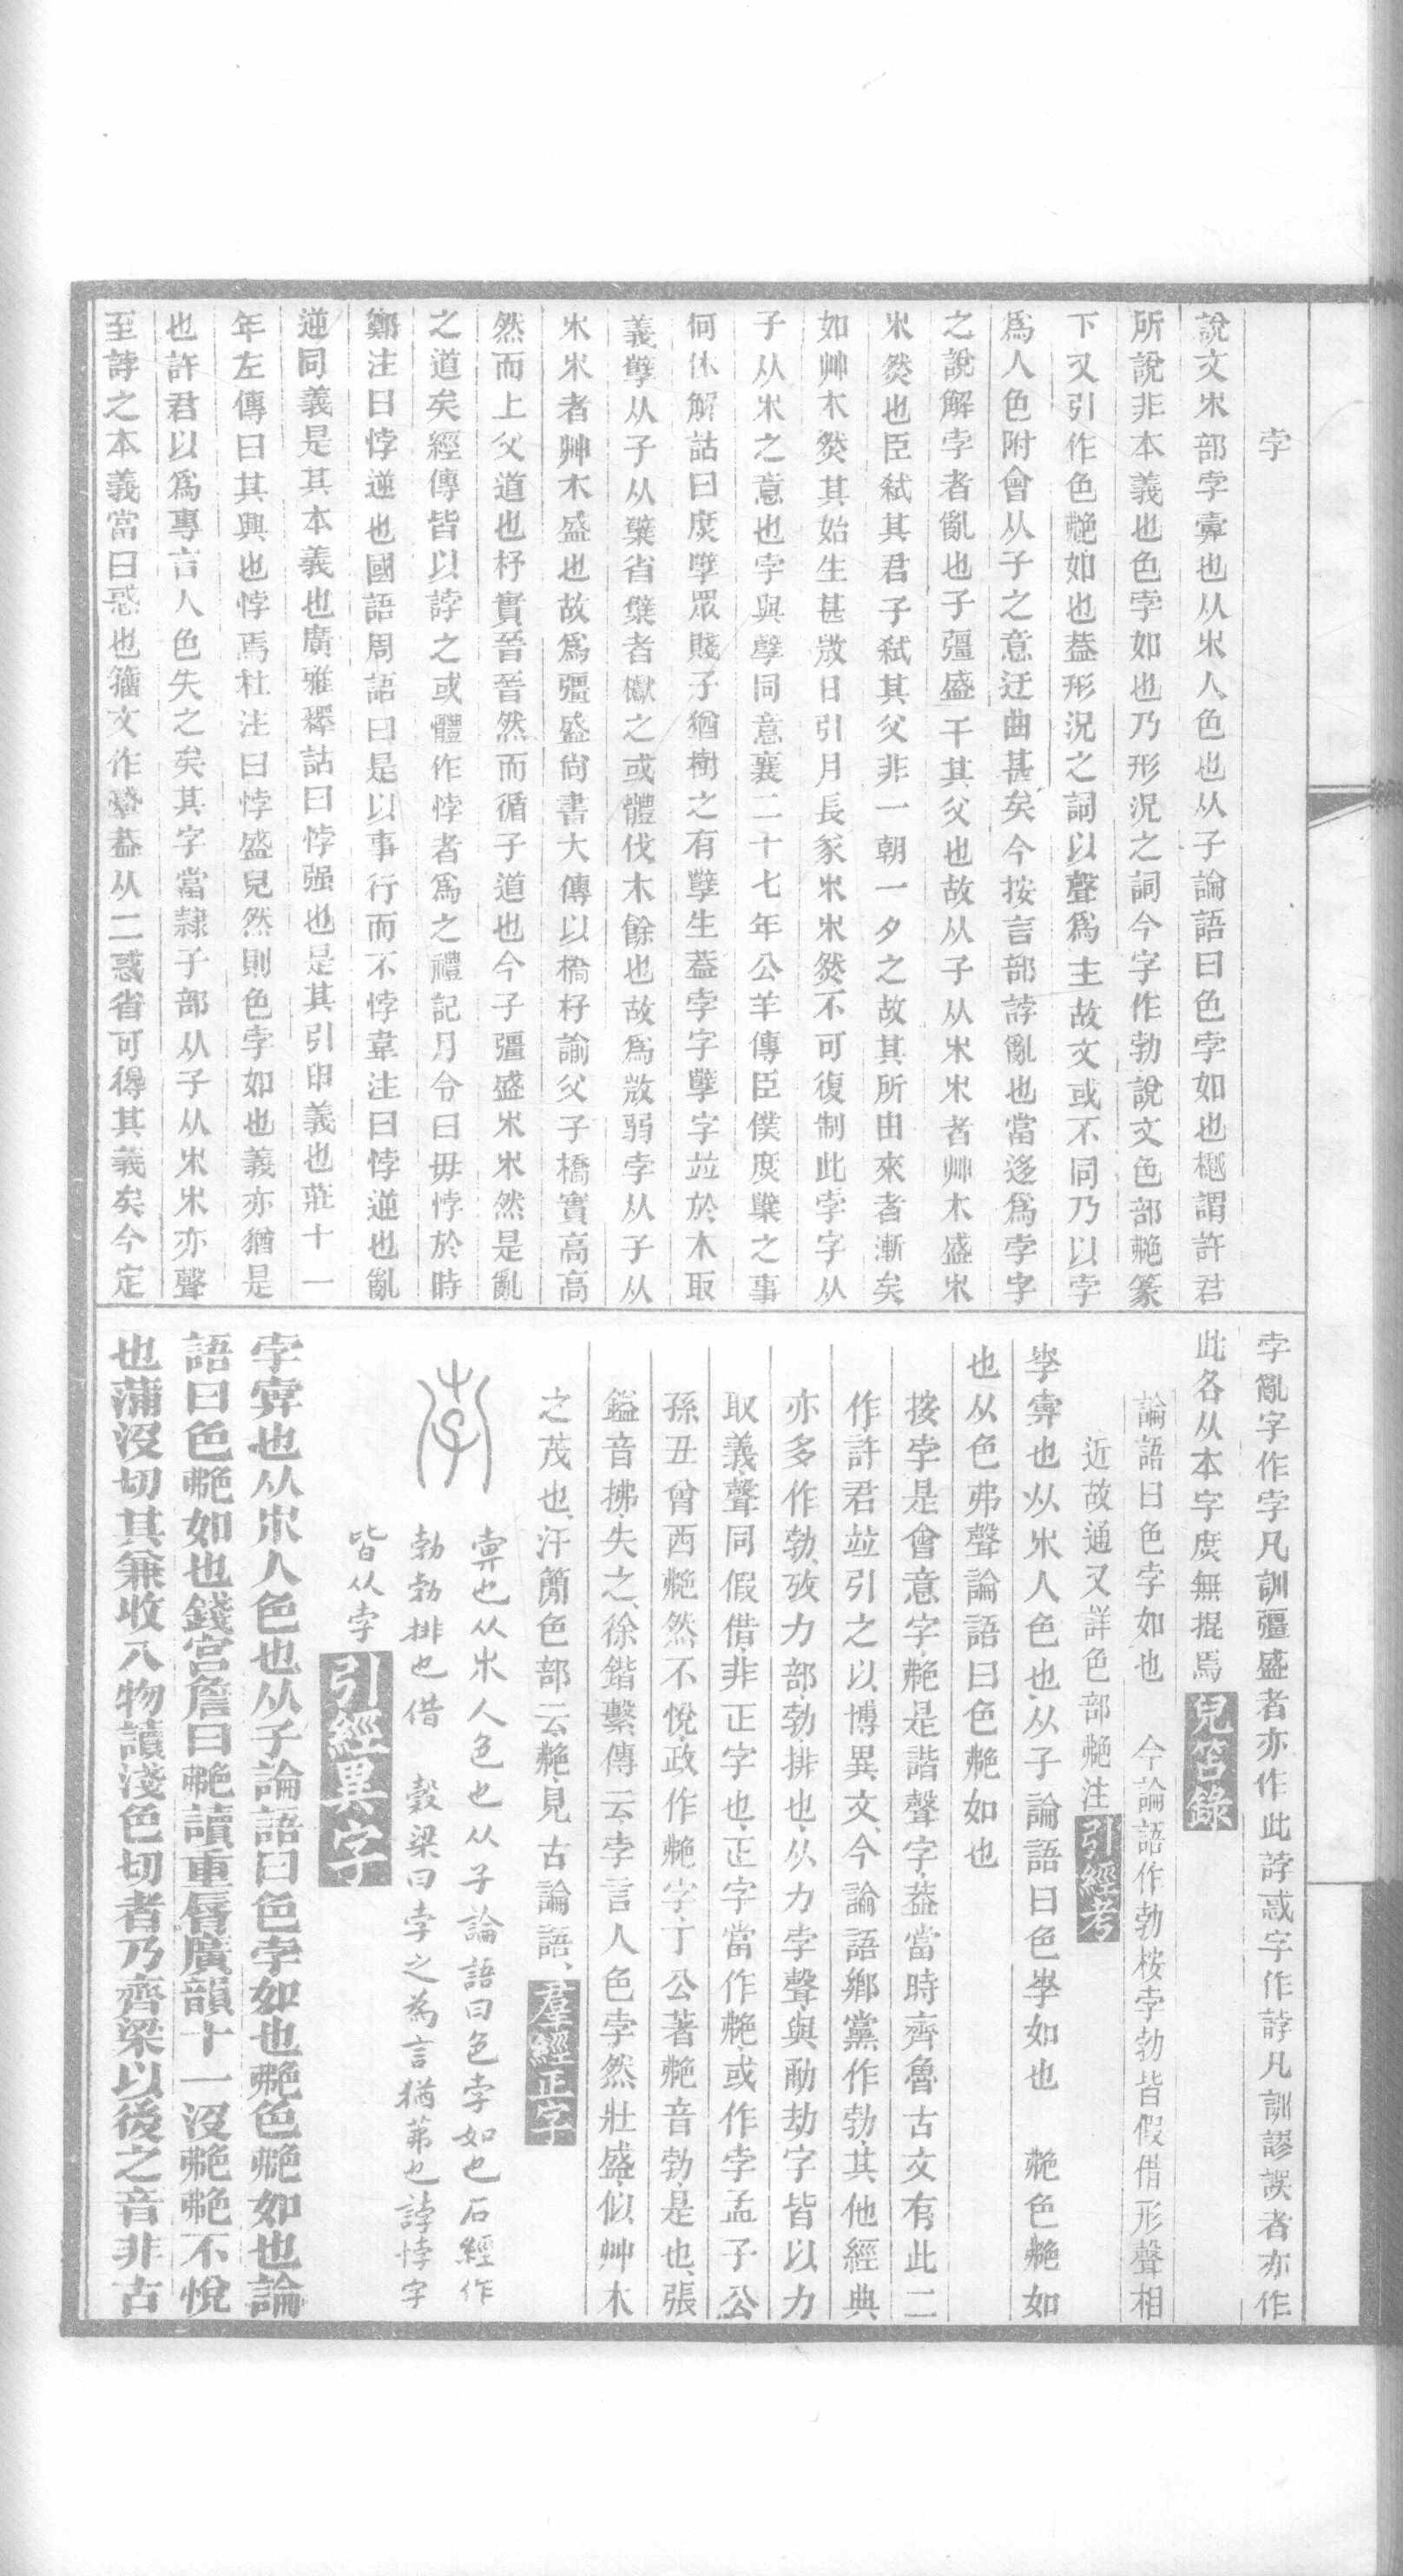 孛
說文𣎵部孛𡴆也从𣎵人色也从子論語曰色孛如也樾謂許君
所說非本義也色孛如也乃形況之詞今字作勃說文色部艴篆
下又引作色艴如也葢形況之詞以聲爲主故文或不同乃以孛
爲人色附會从子之意迂曲甚矣今按言部誖亂也當迻爲孛字
之說解孛者亂也子彊盛干其父也故从子从𣎵𣎵者艸木盛𣎵
𣎵然也臣弒其君子弒其父非一朝一夕之故其所由來者漸矣
如艸木然其始生甚㪔日引月長豕𣎵𣎵然不可復制此孛字从
子从𣎵之意也孛與孼同意襄二十七年公羊傳臣僕庶孼之事
何休解詁曰庶孼眾賤子猶樹之有孼生葢孛字孼字竝於木取
義孼从子从櫱省櫱者𣡌之或體伐木餘也故爲㪔弱孛从子从
𣎵𣎵者艸木盛也故爲彊盛尙書大傳以橋杍諭父子橋實高高
然而上父道也杍實晉晉然而循子道也今子彊盛𣎵𣎵然是亂
之道矣經傳皆以誖之或體作悖者爲之禮記月令曰毋悖於時
鄭注曰悖逆也國語周語曰是以事行而不悖韋注曰悖逆也亂
逆同義是其本義也廣雅釋詁曰悖强也是其引申義也莊十一
年左傳曰其興也悖焉杜注曰悖盛皃然則色孛如也義亦猶是
也許君以爲專言人色失之矣其字當隷子部从子从𣎵𣎵亦聲
至誖之本義當曰惑也籀文作𢨋葢从二惑省可得其義矣今定
孛亂字作孛凡訓彊盛者亦作此誖惑字作誖凡訓謬誤者亦作
此各从本字庶無掍焉 兒笘錄
論語曰色孛如也　今論語作勃桉孛勃皆假借形聲相
近故通又詳色部艴注 引經考
孛𡴆也从𣎵人色也从子論語曰色孛如也　艴色艴如
也从色弗聲論語曰色艴如也
按孛是會意字、艴是諧聲字、葢當時齊魯古文有此二
作許君竝引之以博異文、今論語鄉黨作勃、其他經典
亦多作勃、攷力部、勃排也、从力孛聲、與勈劫字皆以力
取義、聲同假借、非正字也、正字當作艴、或作孛孟子公
孫丑曾西艴然不悅、政作艴字、丁公著艴音勃、是也、張
鎰音拂、失之、徐鍇繫傳云、孛言人色孛然壯盛、似艸木
之茂也、汗簡色部云、艴、見古論語、 羣經正字
𡴆也从𣎵人色也从子論語曰色孛如也石經作
勃勃排也借　穀梁曰孛之爲言猶茀也誖悖字
皆从孛 引經異字
孛𡴆也从𣎵人色也从子論語曰色孛如也艴色艴如也論
語曰色艴如也錢宮詹曰艴讀重脣廣韻十一沒艴艴不悅
也蒲沒切其兼收八物讀淺色切者乃齊梁以後之音非古